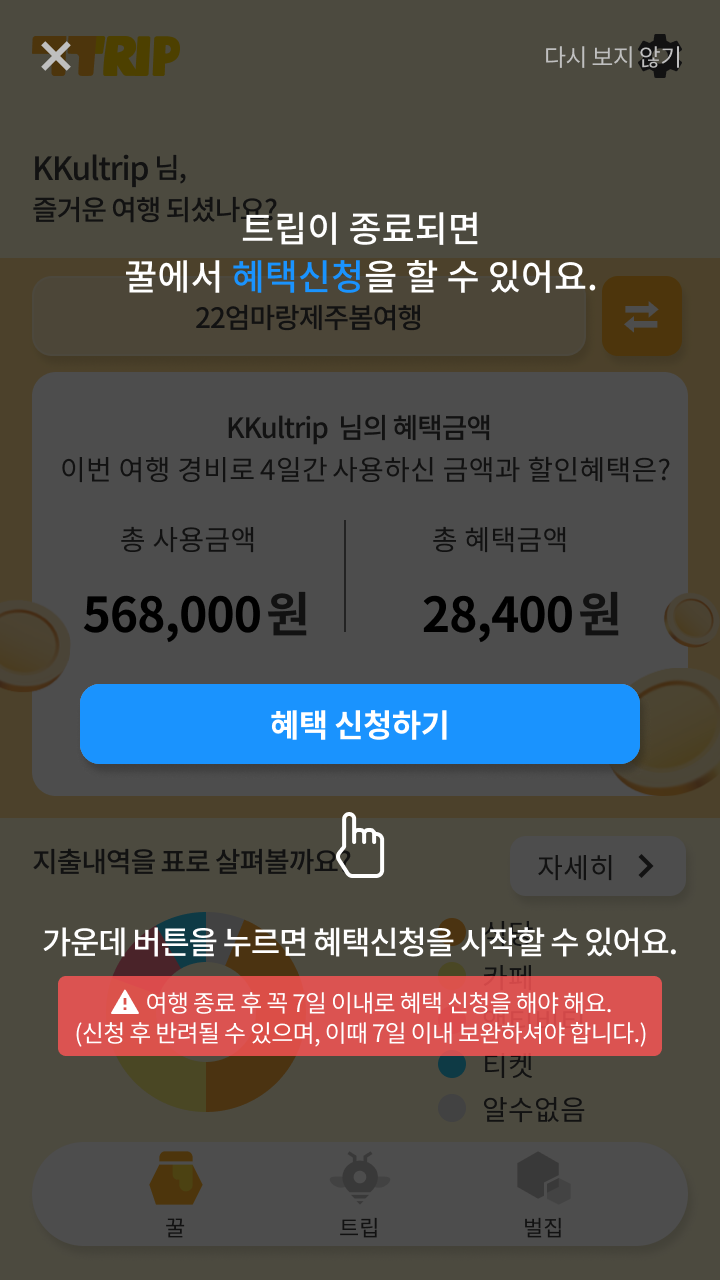 TTRIP
다시 보지 않기
KKultrip 님,
즐거운 여행 되셨나요?
트립이 종료되면
꿀에서 혜택신청을 할 수 있어요.
22엄마랑제주봄여행
KKultrip 님의 혜택금액
이번 여행 경비로 4일간 사용하신 금액과 할인혜택은?
총 사용금액
총 혜택금액
568,000원
28,400원
혜택 신청하기
지출내역을 표로 살펴볼까요?
자세히
가운데 버튼을 누르면 혜택신청을 시작할 수 있어요.
카페
여행 종료 후 꼭 7일 이내로 혜택 신청을 해야 해요.
(신청 후 반려될 수 있으며, 이때 7일 이내 보완하셔야 합니다.)
티켓
알수없음
꿀
트립
벌집